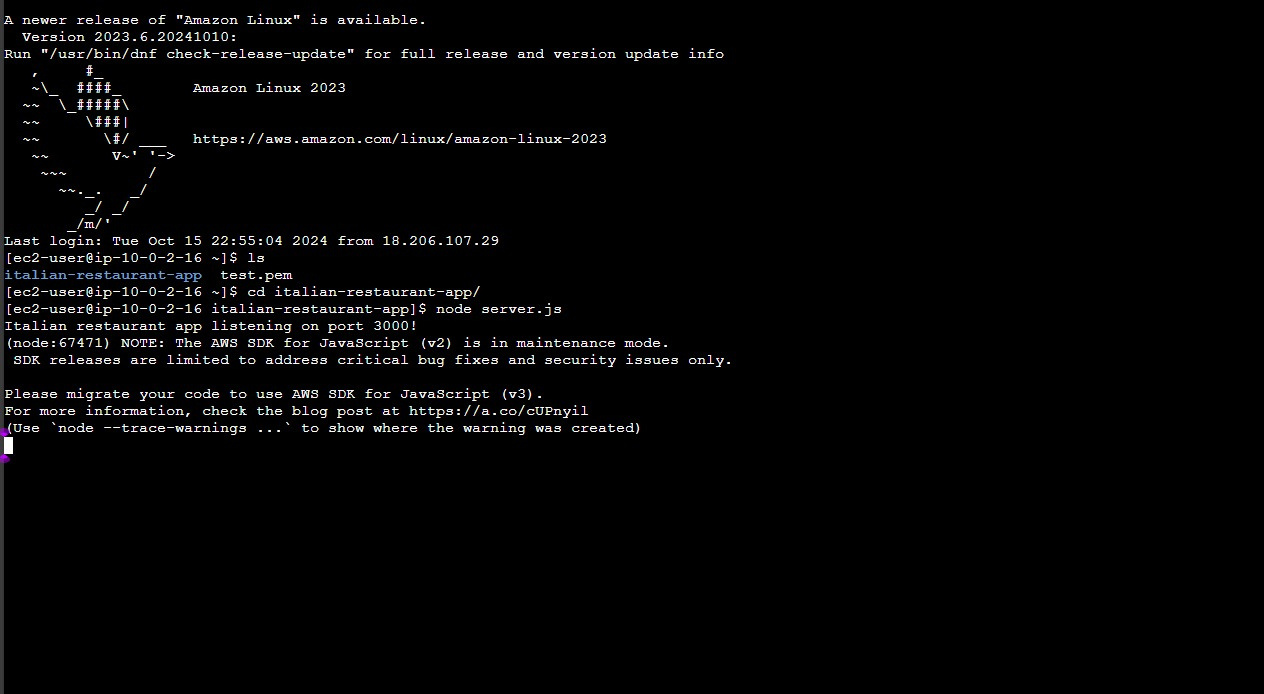 A newer release of "Amazon Linux" is available.
  Version 2023.6.20241010:
Run "/usr/bin/dnf check-release-update" for full release and version update info
   ,     #_
   ~\_  ####_        Amazon Linux 2023
  ~~  \_#####\
  ~~     \###|
  ~~       \#/ ___   https://aws.amazon.com/linux/amazon-linux-2023
   ~~       V~' '->
    ~~~         /
      ~~._.   _/
         _/ _/
       _/m/'
Last login: Tue Oct 15 22:55:04 2024 from 18.206.107.29
[ec2-user@ip-10-0-2-16 ~]$ ls
italian-restaurant-app  test.pem
[ec2-user@ip-10-0-2-16 ~]$ cd italian-restaurant-app/
[ec2-user@ip-10-0-2-16 italian-restaurant-app]$ node server.js
Italian restaurant app listening on port 3000!
(node:67471) NOTE: The AWS SDK for JavaScript (v2) is in maintenance mode.
 SDK releases are limited to address critical bug fixes and security issues only.

Please migrate your code to use AWS SDK for JavaScript (v3).
For more information, check the blog post at https://a.co/cUPnyil
(Use `node --trace-warnings ...` to show where the warning was created)